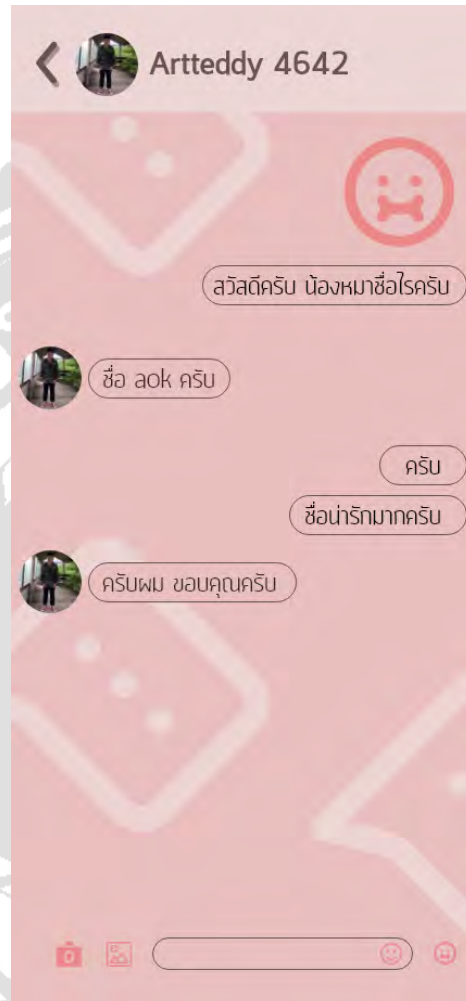 Artteddy 4642
สวัสดีครับ น้องหมาชื่อไรครับ
ชื่อ aok ครับ
ครับ
ชื่อน่ารักมากครับ
ครับผม ขอบคุณครับ